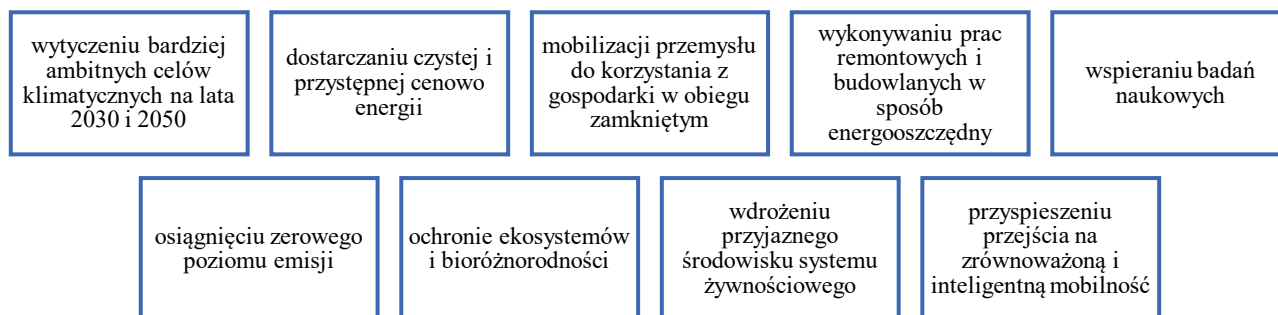 wytyczeniu bardziej
ambitnych celów
klimatycznych na lata
2030 i 2050
dostarczaniu czystej i
przystępnej cenowo
energii
mobilizacji przemysłu
do korzystania z
gospodarki w obiegu
zamkniętym
wykonywaniu prac
remontowych i
budowlanych w
sposób
energooszczędny
wspieraniu badań
naukowych
osiągnięciu zerowego
poziomu emisji
ochronie ekosystemów
i bioróżnorodności
wdrożeniu
przyjaznego
środowisku systemu
żywnościowego
przyspieszeniu
przejścia na
zrównoważoną i
inteligentną mobilność